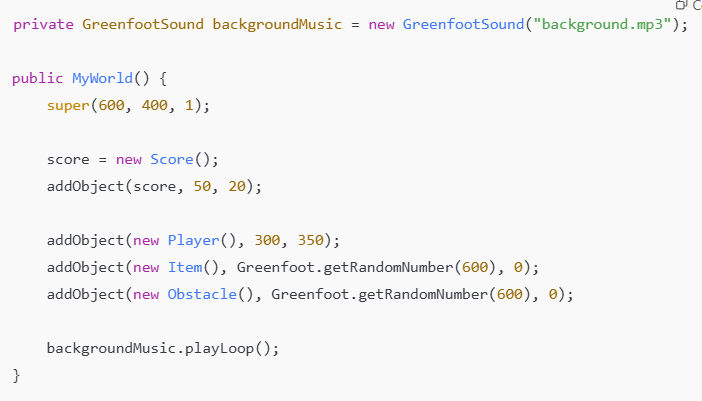 private GreenfootSound backgroundMusic = new GreenfootSound("background.mp3");
public MyWorld() {
super(600, 400, 1);
score = new Score();
addObject(score, 50, 20);
addObject(new Player(), 300, 350);
addObject(new Item(), Greenfoot.getRandomNumber(600), 0);
addObject(new Obstacle(), Greenfoot.getRandomNumber(600), 0);
backgroundMusic.playLoop();
}